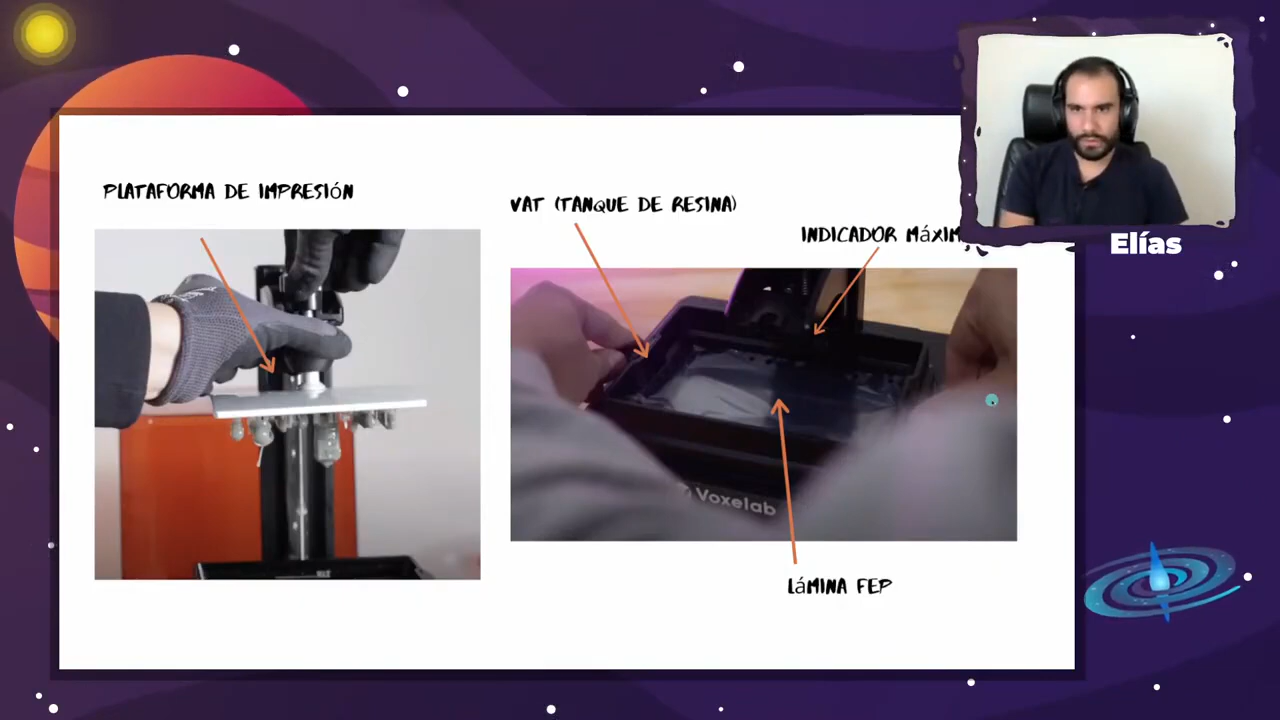 PLATAFORMA DE IMPRESIÓN
VAT (TANQUE DE RESINA)
INDICADOR MÁXIM
Elías
Voxelab
LÁMINA FEP